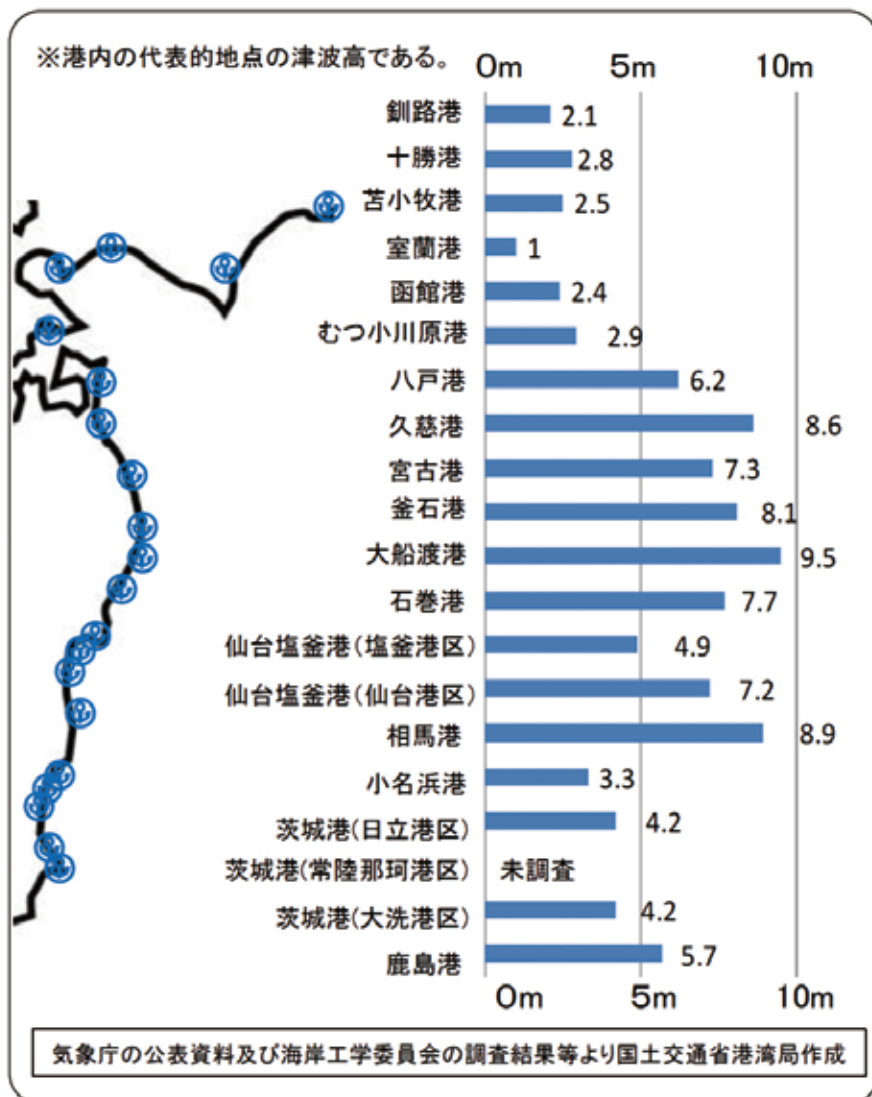 ※港内の代表的地点の津波高である。
0m 5m 10m
釧路港 2.1
十勝港 2.8
苫小牧港 2.5
室蘭港 1
函館港 2.4
むつ小川原港 2.9
八戸港 6.2
久慈港 8.6
宮古港 7.3
釜石港 8.1
大船渡港 9.5
石巻港 7.7
仙台塩釜港(塩釜港区) 4.9
仙台塩釜港(仙台港区) 7.2
相馬港 8.9
小名浜港 3.3
茨城港(日立港区) 4.2
茨城港(常陸那珂港区) 未調査
茨城港(大洗港区) 4.2
鹿島港 5.7
0m 5m 10m
気象庁の公表資料及び海岸工学委員会の調査結果等より国土交通省港湾局作成